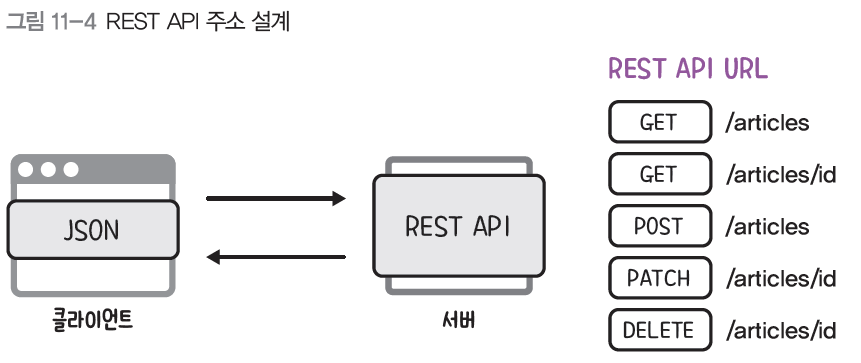 그림 11-4 REST API 주소 설계
REST API URL
GET /articles
GET /articles/id
POST /articles
PATCH /articles/id
DELETE /articles/id
JSON
REST API
클라이언트
서버